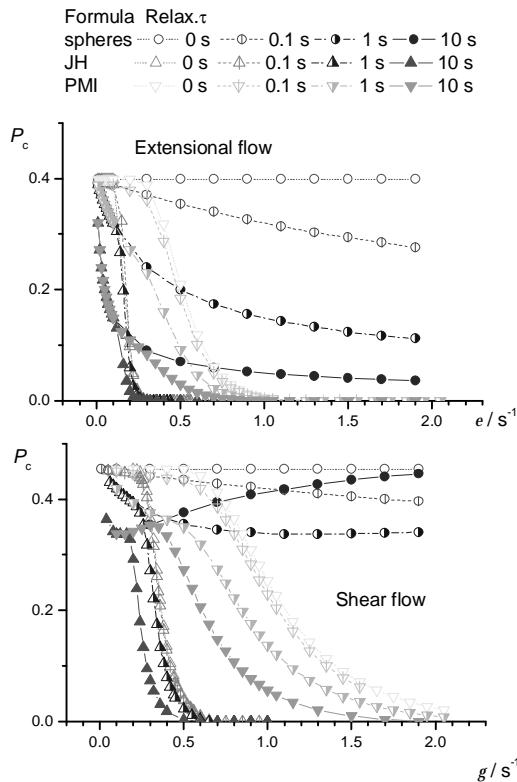 Formula Relax.τ
spheres 0 s 0.1 s 1 s 10 s
JH 0 s 0.1 s 1 s 10 s
PMI 0 s 0.1 s 1 s 10 s
Pc
Extensional flow
0.4
0.2
0.0
0.0 0.5 1.0 1.5 2.0 e / s-1
Pc
0.4
0.2
Shear flow
0.0
0.0 0.5 1.0 1.5 2.0
g / s-1